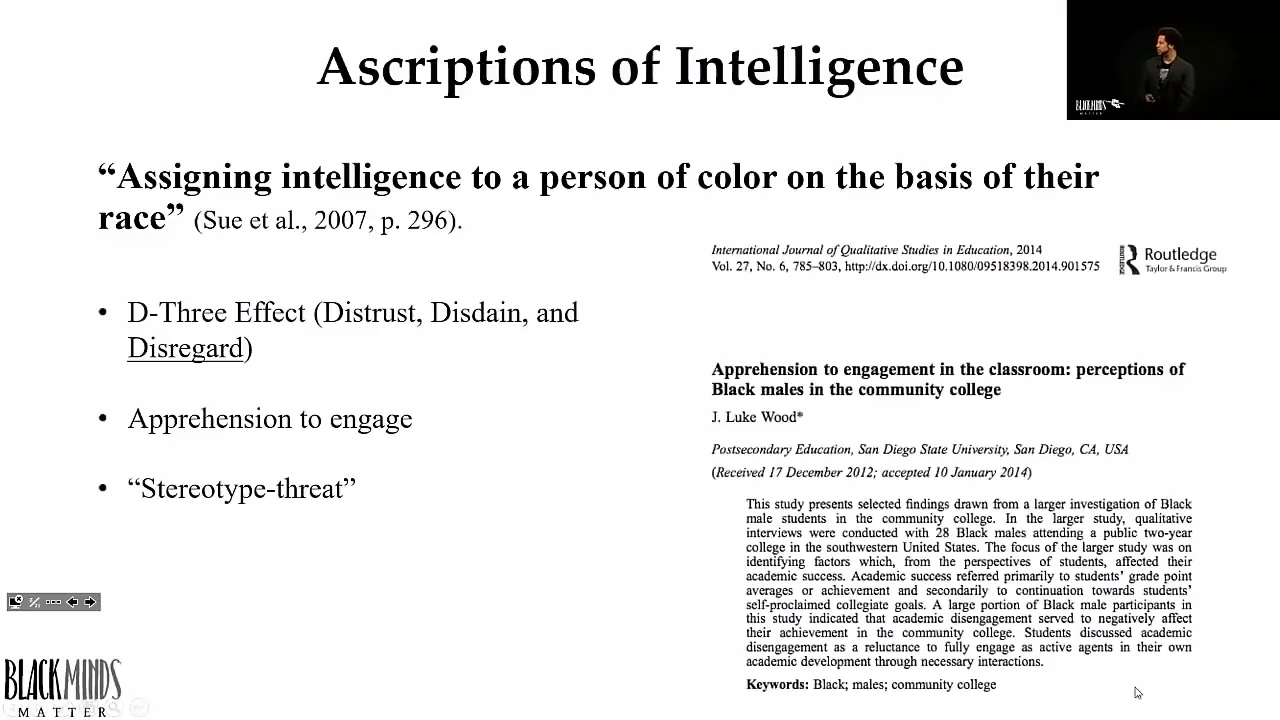 Ascriptions of Intelligence
BLACKMINDS
MATTER
“Assigning intelligence to a person of color on the basis of their
race” (Sue et al., 2007, p. 296).
• D-Three Effect (Distrust, Disdain, and
Disregard)
• Apprehension to engage
• “Stereotype-threat”
International Journal of Qualitative Studies in Education, 2014
Vol. 27, No. 6, 785–803, http://dx.doi.org/10.1080/09518398.2014.901575
ROUTLEDGE
Routledge
Taylor & Francis Group
Apprehension to engagement in the classroom: perceptions of
Black males in the community college
J. Luke Wood*
Postsecondary Education, San Diego State University, San Diego, CA, USA
(Received 17 December 2012; accepted 10 January 2014)
This study presents selected findings drawn from a larger investigation of Black
male students in the community college. In the larger study, qualitative
interviews were conducted with 28 Black males attending a public two-year
college in the southwestern United States. The focus of the larger study was on
identifying factors which, from the perspectives of students, affected their
academic success. Academic success referred primarily to students’ grade point
averages or achievement and secondarily to continuation towards students’
self-proclaimed collegiate goals. A large portion of Black male participants in
this study indicated that academic disengagement served to negatively affect
their achievement in the community college. Students discussed academic
disengagement as a reluctance to fully engage as active agents in their own
academic development through necessary interactions.
Keywords: Black; males; community college
BLACKMINDS
MATTER